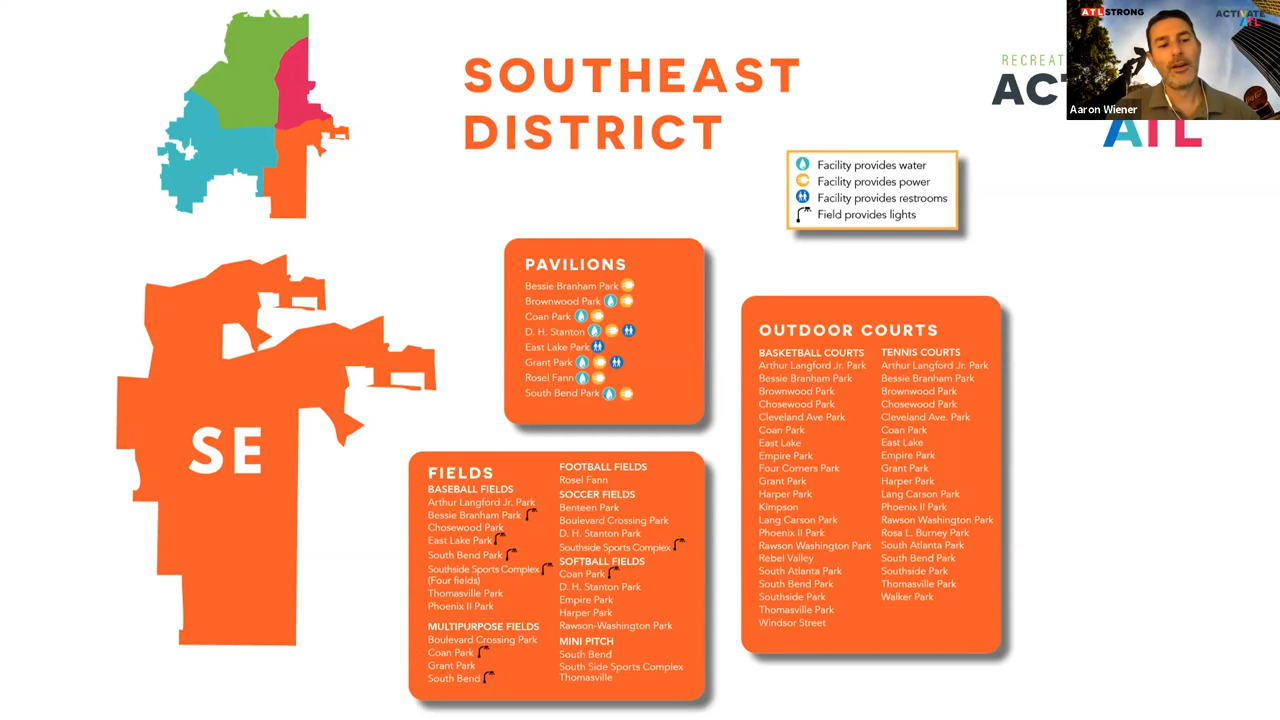 SOUTHEAST
DISTRICT
ATLSTRONG
ACTIVATE
ATL
Aaron Wiener
RECREAT
AC
ATL
Facility provides water
Facility provides power
Facility provides restrooms
Field provides lights
SE
PAVILIONS
Bessie Branham Park
Brownwood Park
Coan Park
D. H. Stanton
East Lake Park
Grant Park
Rosel Fann
South Bend Park
FIELDS
BASEBALL FIELDS
Arthur Langford Jr. Park
Bessie Branham Park
Chosewood Park
East Lake Park
South Bend Park
Southside Sports Complex
(Four fields)
Thomasville Park
Phoenix II Park
MULTIPURPOSE FIELDS
Boulevard Crossing Park
Coan Park
Grant Park
South Bend
FOOTBALL FIELDS
Rosel Fann
SOCCER FIELDS
Benteen Park
Boulevard Crossing Park
D. H. Stanton Park
Southside Sports Complex
SOFTBALL FIELDS
Coan Park
D. H. Stanton Park
Empire Park
Harper Park
Rawson-Washington Park
MINI PITCH
South Bend
South Side Sports Complex
Thomasville
OUTDOOR COURTS
BASKETBALL COURTS
Arthur Langford Jr. Park
Bessie Branham Park
Brownwood Park
Chosewood Park
Cleveland Ave Park
Coan Park
East Lake
Empire Park
Four Corners Park
Grant Park
Harper Park
Kimpson
Lang Carson Park
Phoenix II Park
Rawson Washington Park
Rebel Valley
South Atlanta Park
South Bend Park
Southside Park
Thomasville Park
Windsor Street
TENNIS COURTS
Arthur Langford Jr. Park
Bessie Branham Park
Brownwood Park
Chosewood Park
Cleveland Ave. Park
Coan Park
East Lake
Empire Park
Grant Park
Harper Park
Lang Carson Park
Phoenix II Park
Rawson Washington Park
Rosa L. Burney Park
South Atlanta Park
South Bend Park
Southside Park
Thomasville Park
Walker Park